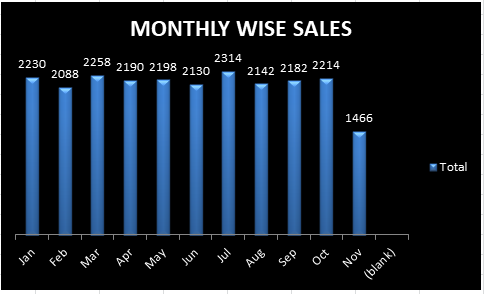 MONTHLY WISE SALES
2230 2088 2258 2190 2198 2130 2314 2142 2182 2214 1466
Total
Jan Feb Mar Apr May Jun Jul Aug Sep Oct Nov (blank)